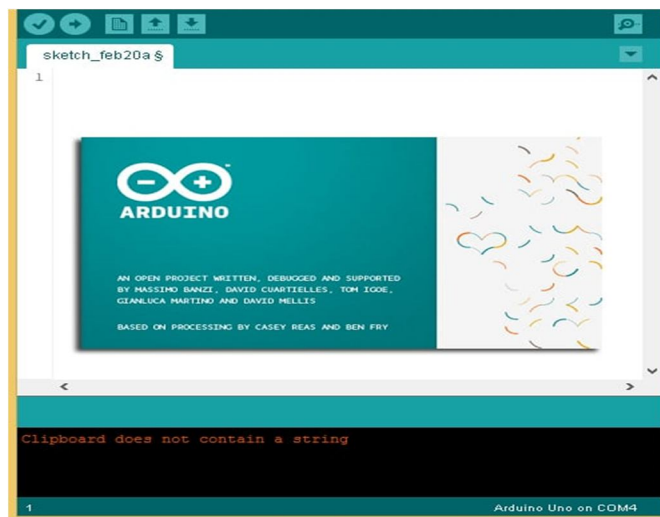 sketch_feb20a §
1
ARDUINO
AN OPEN PROJECT WRITTEN, DEBUGGED AND SUPPORTED
BY MASSIMO BANZI, DAVID CUARTIELLES, TOM IGOE,
GIANLUCA MARTINO AND DAVID MELLIS
BASED ON PROCESSING BY CASEY REAS AND BEN FRY
Clipboard does not contain a string
1 Arduino Uno on COM4